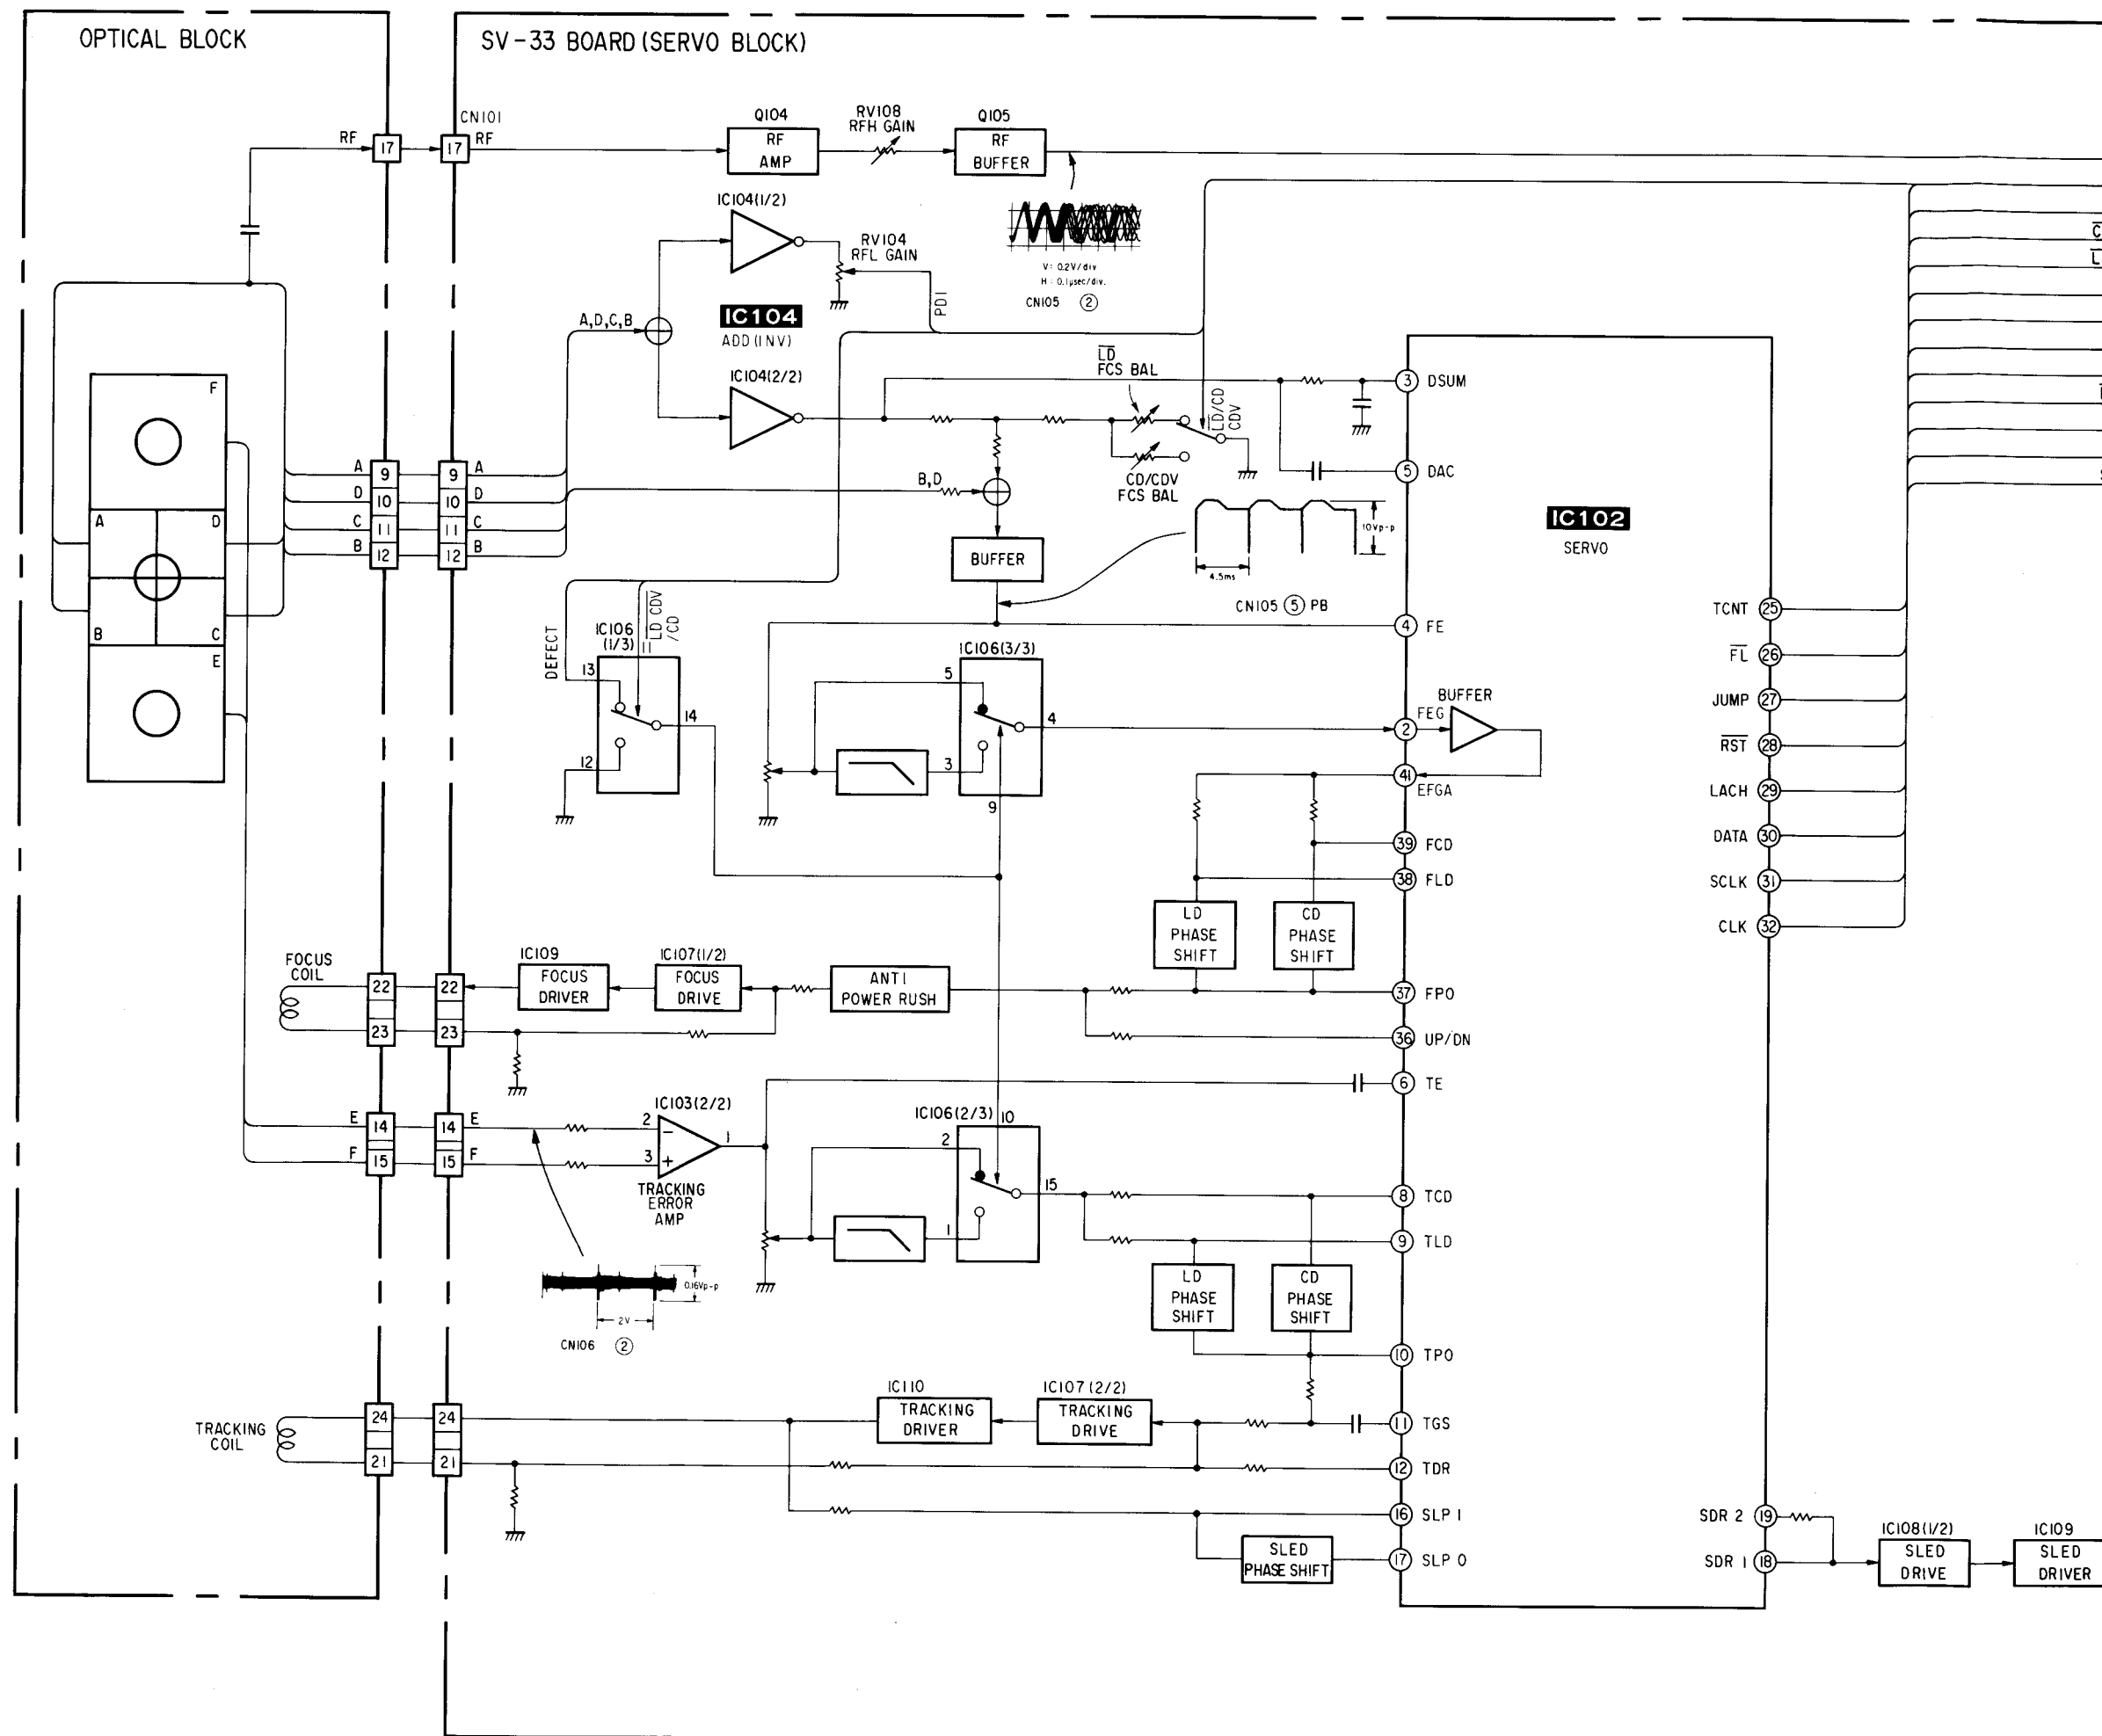 OPTICAL BLOCK
SV-33 BOARD (SERVO BLOCK)
CN101
RF
17
17
RF
Q104
RF
AMP
RV108
RFH GAIN
Q105
RF
BUFFER
IC104(1/2)
RV104
RFL GAIN
PDI
V: 0.2V/div
H: 0.1μsec/div.
CN105 ②
A,D,C,B
IC104
ADD (INV)
IC104(2/2)
L̅D̅
FCS BAL
L̅D̅/CD
CDV
CD/CDV
FCS BAL
B,D
BUFFER
10Vp-p
4.5ms
CN105 ⑤ PB
F
A
D
B
C
E
A 9 9 A
D 10 10 D
C 11 11 C
B 12 12 B
DEFECT
IC106
(1/3)
11
L̅D̅ C̅D̅V̅
/CD
13
14
12
IC106(3/3)
5
4
3
9
IC102
SERVO
3 DSUM
5 DAC
4 FE
2 FEG
BUFFER
41
EFGA
39 FCD
38 FLD
37 FPO
36 UP/DN
6 TE
8 TCD
9 TLD
10 TPO
11 TGS
12 TDR
16 SLP I
17 SLP O
TCNT 25
F̅L̅ 26
JUMP 27
R̅S̅T̅ 28
LACH 29
DATA 30
SCLK 31
CLK 32
SDR 2 19
SDR 1 18
LD
PHASE
SHIFT
CD
PHASE
SHIFT
FOCUS
COIL
22
22
23
23
IC109
FOCUS
DRIVER
IC107(1/2)
FOCUS
DRIVE
ANTI
POWER RUSH
E 14 14 E
F 15 15 F
IC103(2/2)
2 −
3 +
1
TRACKING
ERROR
AMP
IC106(2/3)
10
2
15
1
0.16Vp-p
2V
CN106 ②
LD
PHASE
SHIFT
CD
PHASE
SHIFT
TRACKING
COIL
24
24
21
21
IC110
TRACKING
DRIVER
IC107(2/2)
TRACKING
DRIVE
SLED
PHASE SHIFT
IC108(1/2)
SLED
DRIVE
IC109
SLED
DRIVER